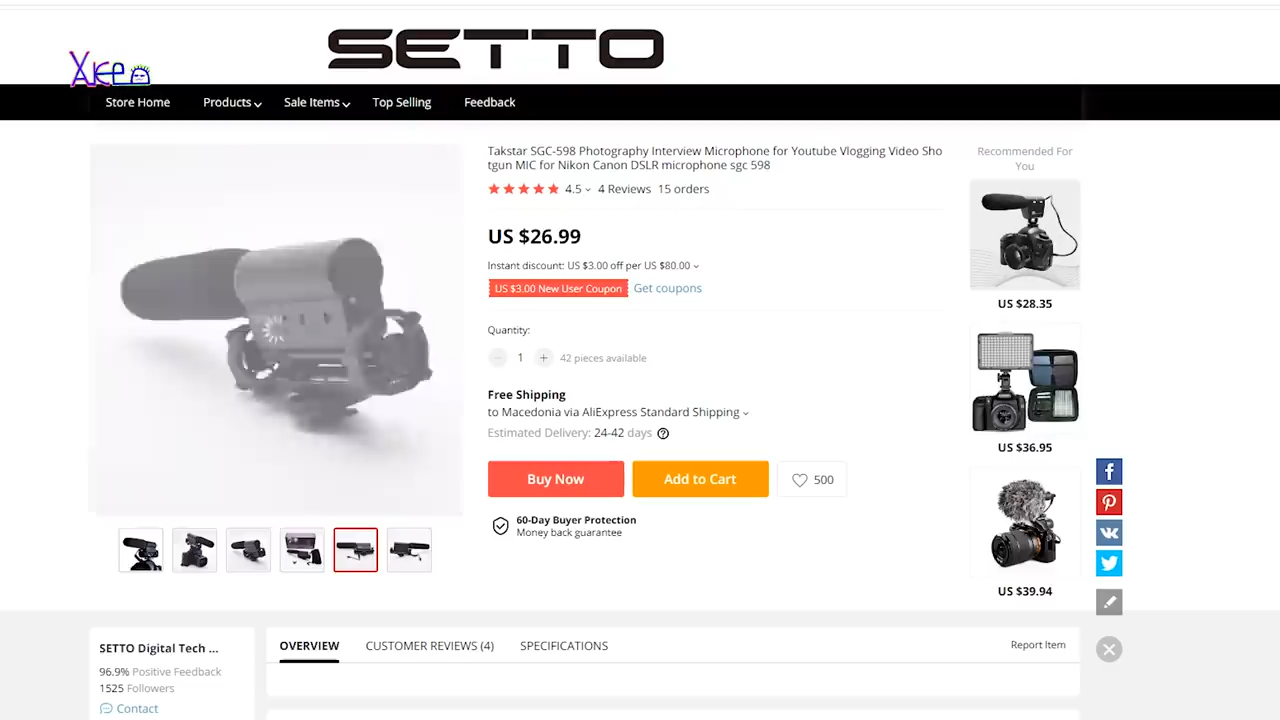 SETTO
Store Home Products Sale Items Top Selling Feedback
Takstar SGC-598 Photography Interview Microphone for Youtube Vlogging Video Sho
tgun MIC for Nikon Canon DSLR microphone sgc 598
4.5 4 Reviews 15 orders
US $26.99
Instant discount: US $3.00 off per US $80.00
US $3.00 New User Coupon Get coupons
Quantity:
1 + 42 pieces available
Free Shipping
to Macedonia via AliExpress Standard Shipping
Estimated Delivery: 24-42 days
Buy Now Add to Cart 500
60-Day Buyer Protection
Money back guarantee
Recommended For
You
US $28.35
US $36.95
US $39.94
SETTO Digital Tech ...
96.9% Positive Feedback
1525 Followers
Contact
OVERVIEW CUSTOMER REVIEWS (4) SPECIFICATIONS Report Item